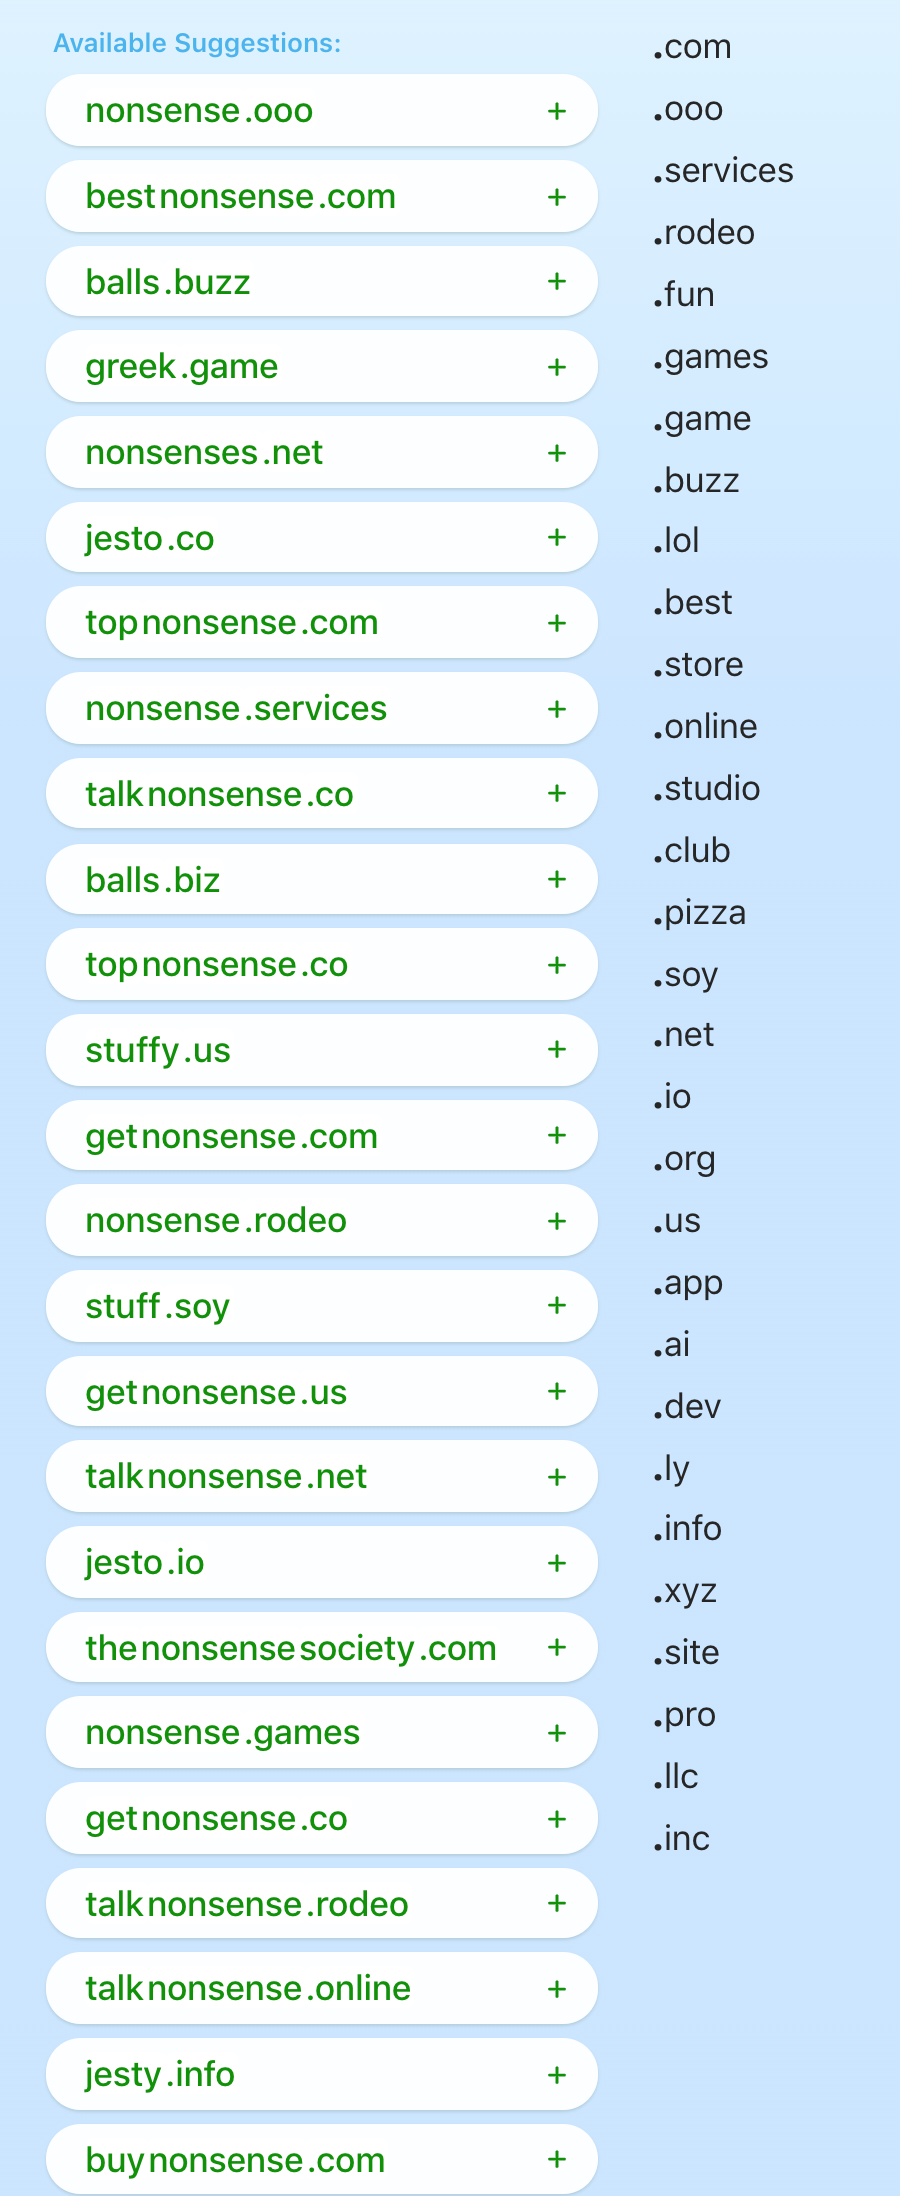 Available Suggestions:
nonsense.ooo +
bestnonsense.com +
balls.buzz +
greek.game +
nonsenses.net +
jesto.co +
topnonsense.com +
nonsense.services +
talknonsense.co +
balls.biz +
topnonsense.co +
stuffy.us +
getnonsense.com +
nonsense.rodeo +
stuff.soy +
getnonsense.us +
talknonsense.net +
jesto.io +
thenonsensesociety.com +
nonsense.games +
getnonsense.co +
talknonsense.rodeo +
talknonsense.online +
jesty.info +
buynonsense.com +
.com
.ooo
.services
.rodeo
.fun
.games
.game
.buzz
.lol
.best
.store
.online
.studio
.club
.pizza
.soy
.net
.io
.org
.us
.app
.ai
.dev
.ly
.info
.xyz
.site
.pro
.llc
.inc